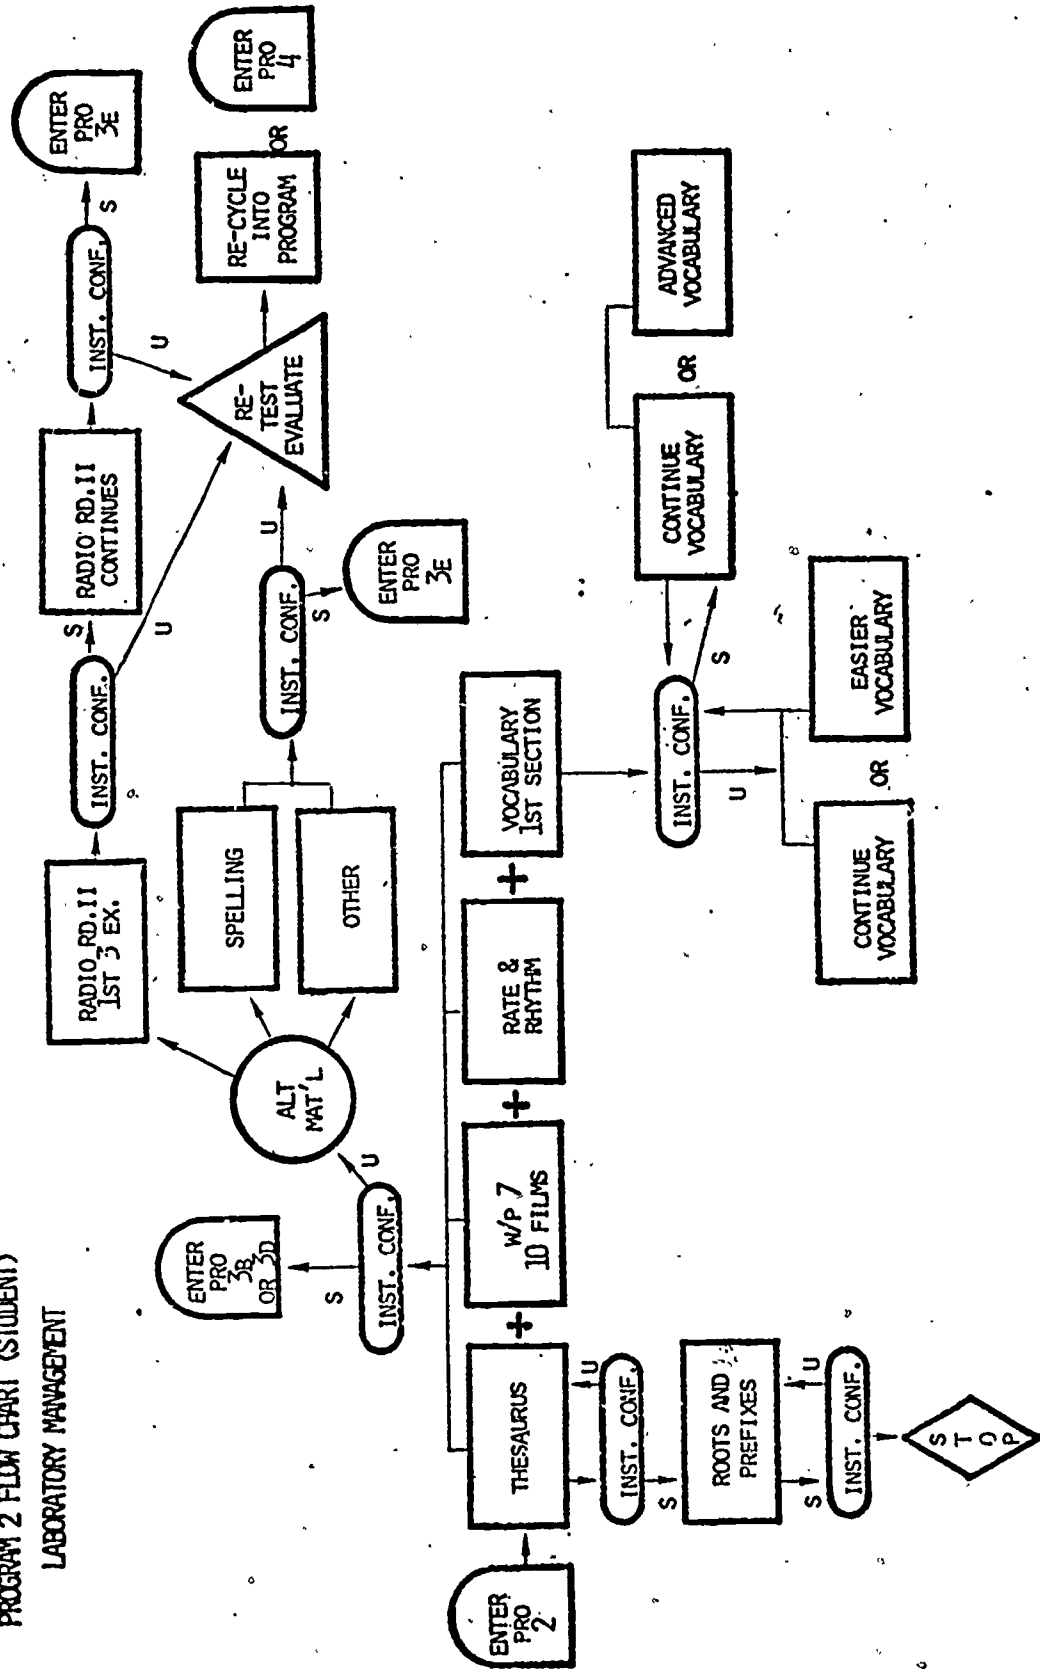 PROGRAM 2 FLOW CHART (STUDENT)
LABORATORY MANAGEMENT
ENTER
PRO
3E
ENTER
PRO
4
S
INST. CONF.
U
RADIO RD.II
CONTINUES
S
U
INST. CONF.
RADIO RD.II
1ST 3 EX.
OR
RE-CYCLE
INTO
PROGRAM
RE-
TEST
EVALUATE
U
INST. CONF.
S
ENTER
PRO
3E
SPELLING
OTHER
ALT
MAT'L.
U
ENTER
PRO
3B
OR 3D
S
INST. CONF.
ENTER
PRO
2
THESAURUS
+
W/P 7
10 FILMS
+
RATE &
RHYTHM
+
VOCABULARY
1ST SECTION
U
INST. CONF.
S
ROOTS AND
PREFIXES
U
S
INST. CONF.
STOP
INST. CONF.
S
U
CONTINUE
VOCABULARY
OR
ADVANCED
VOCABULARY
CONTINUE
VOCABULARY
OR
EASIER
VOCABULARY